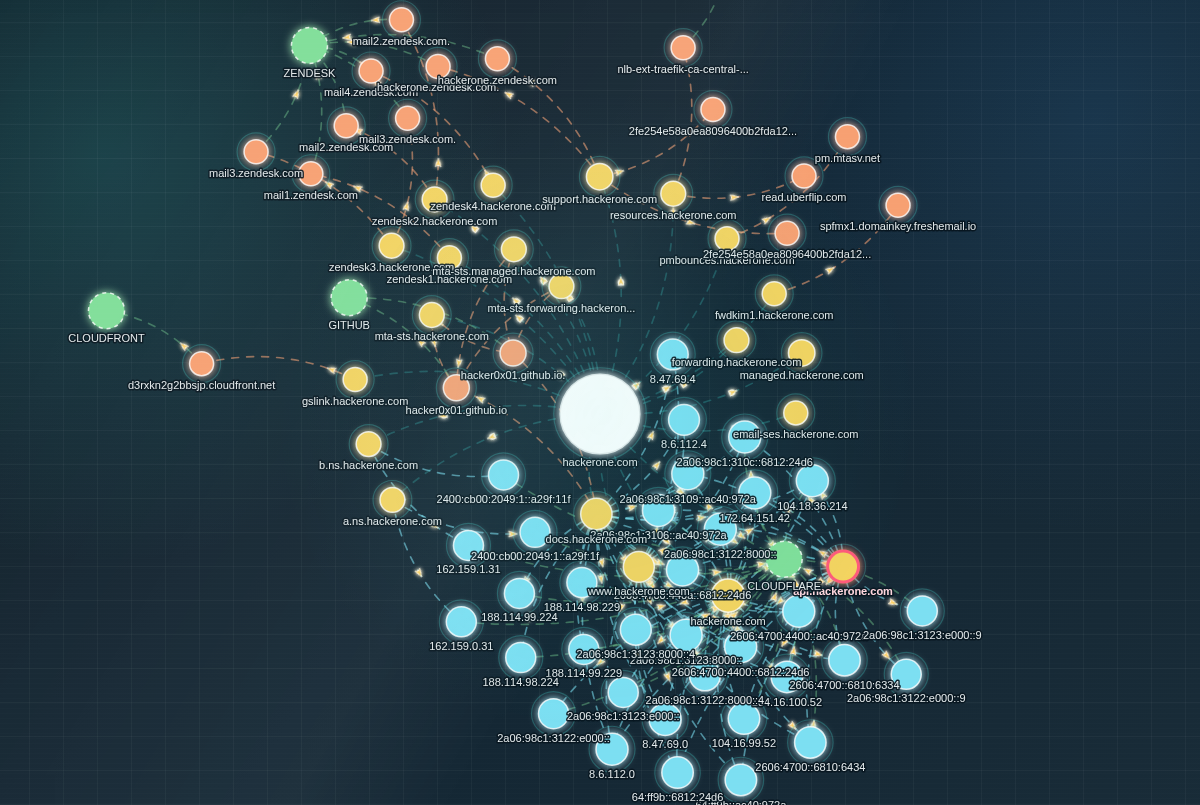 mail2.zendesk.com.
nlb-ext-traefik-ca-central-...
ZENDESK
hackerone.zendesk.com
hackerone.zendesk.com.
mail4.zendesk.com
2fe254e58a0ea8096400b2fda12...
mail3.zendesk.com.
mail2.zendesk.com
pm.mtasv.net
mail3.zendesk.com
mail1.zendesk.com
support.hackerone.com
read.uberflip.com
zendesk4.hackerone.com
resources.hackerone.com
zendesk2.hackerone.com
spfmx1.domainkey.freshemail.io
2fe254e58a0ea8096400b2fda12...
pmbounces.hackerone.com
zendesk3.hackerone.com
mta-sts.managed.hackerone.com
zendesk1.hackerone.com
mta-sts.forwarding.hackeron...
fwdkim1.hackerone.com
GITHUB
CLOUDFRONT
mta-sts.hackerone.com
forwarding.hackerone.com
hacker0x01.github.io.
8.47.69.4
managed.hackerone.com
d3rxkn2g2bbsjp.cloudfront.net
gslink.hackerone.com
hacker0x01.github.io
email-ses.hackerone.com
8.6.112.4
hackerone.com
2a06:98c1:310c::6812:24d6
b.ns.hackerone.com
2400:cb00:2049:1::a29f:11f
2a06:98c1:3109::ac40:972a
104.18.36.214
172.64.151.42
a.ns.hackerone.com
docs.hackerone.com
2a06:98c1:3106::ac40:972a
2400:cb00:2049:1::a29f:1f
2a06:98c1:3122:8000::
162.159.1.31
CLOUDFLARE
api.hackerone.com
www.hackerone.com
188.114.98.229
188.114.99.224
hackerone.com
2606:4700:4400::ac40:972a
2a06:98c1:3123:e000::9
162.159.0.31
2a06:98c1:3123:8000::4
2a06:98c1:3123:8000::
188.114.99.229
2606:4700:4400::6812:24d6
188.114.98.224
2606:4700::6810:6334
2a06:98c1:3122:e000::9
2a06:98c1:3122:8000::4
2a06:98c1:3123:e000::
2a06:98c1:3122:e000::
8.47.69.0
104.16.99.52
8.6.112.0
2606:4700::6810:6434
64:ff9b::6812:24d6